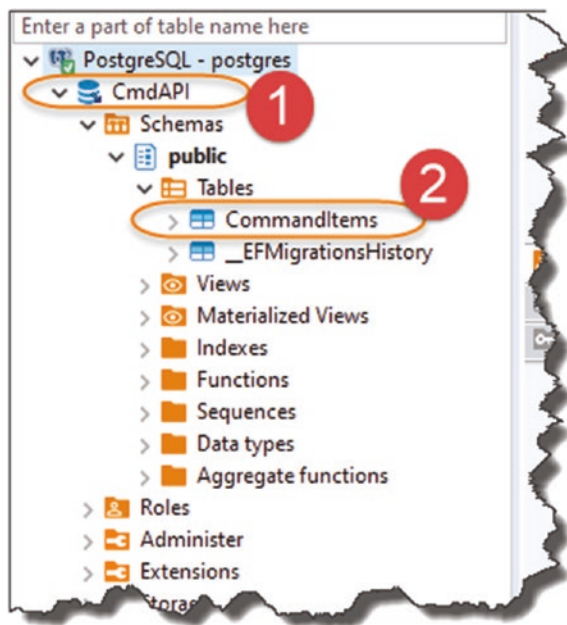 Enter a part of table name here
PostgreSQL - postgres
CmdAPI
1
Schemas
public
2
Tables
CommandItems
__EFMigrationsHistory
Views
Materialized Views
Indexes
Functions
Sequences
Data types
Aggregate functions
Roles
Administer
Extensions